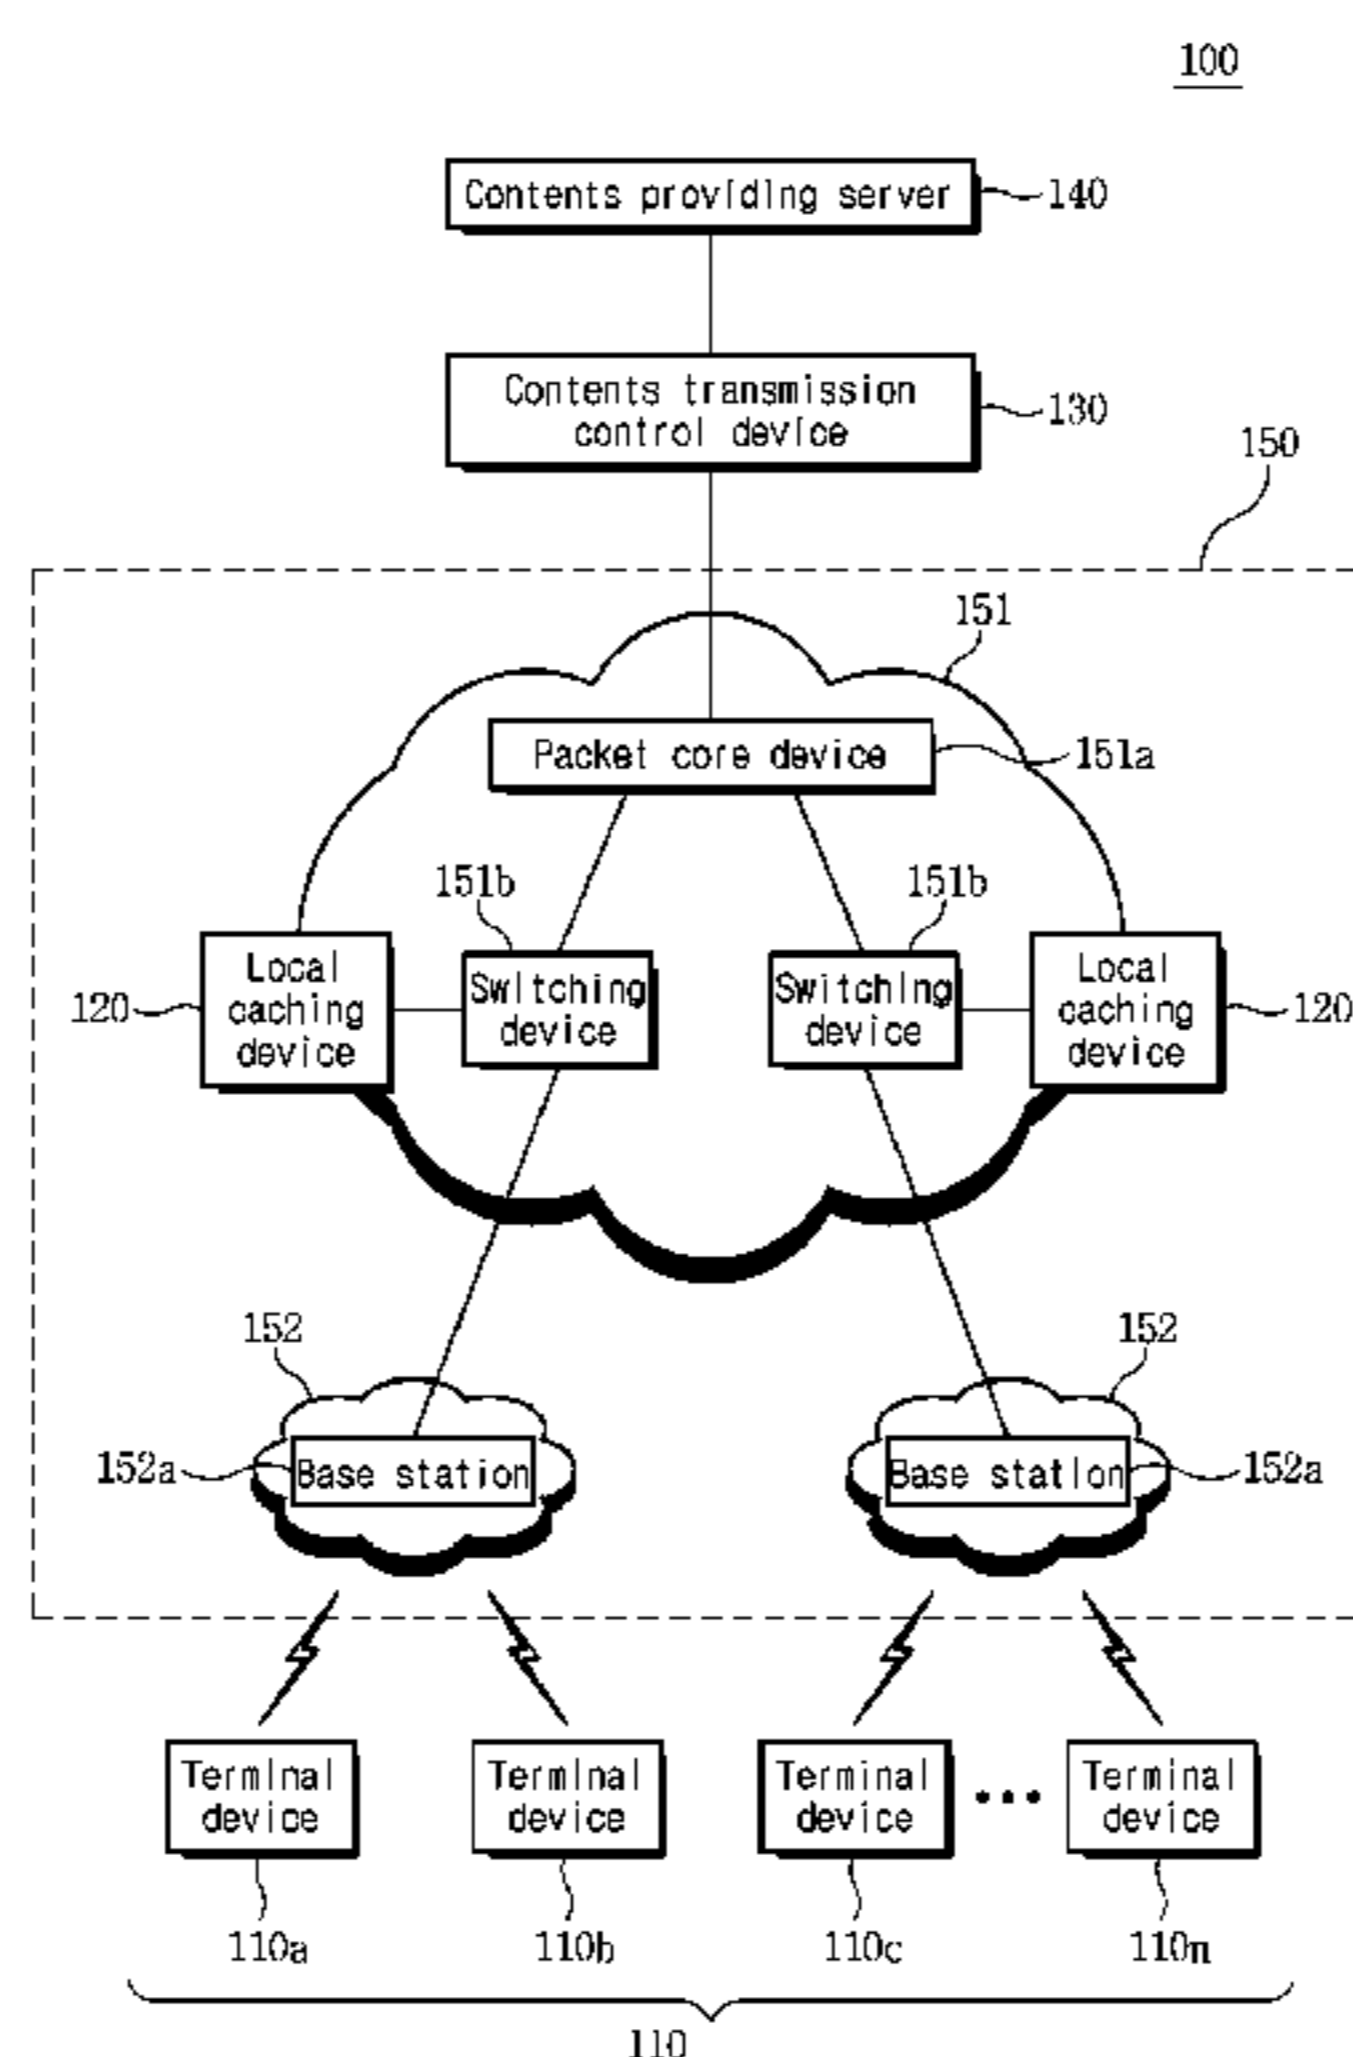 100
Contents providing server
140
Contents transmission
control device
130
150
151
Packet core device
151a
151b
151b
Local
caching
device
120
Switching
device
Switching
device
Local
caching
device
120
152
152
152a
Base station
Base station
152a
Terminal
device
Terminal
device
Terminal
device
•••
Terminal
device
110a
110b
110c
110n
110